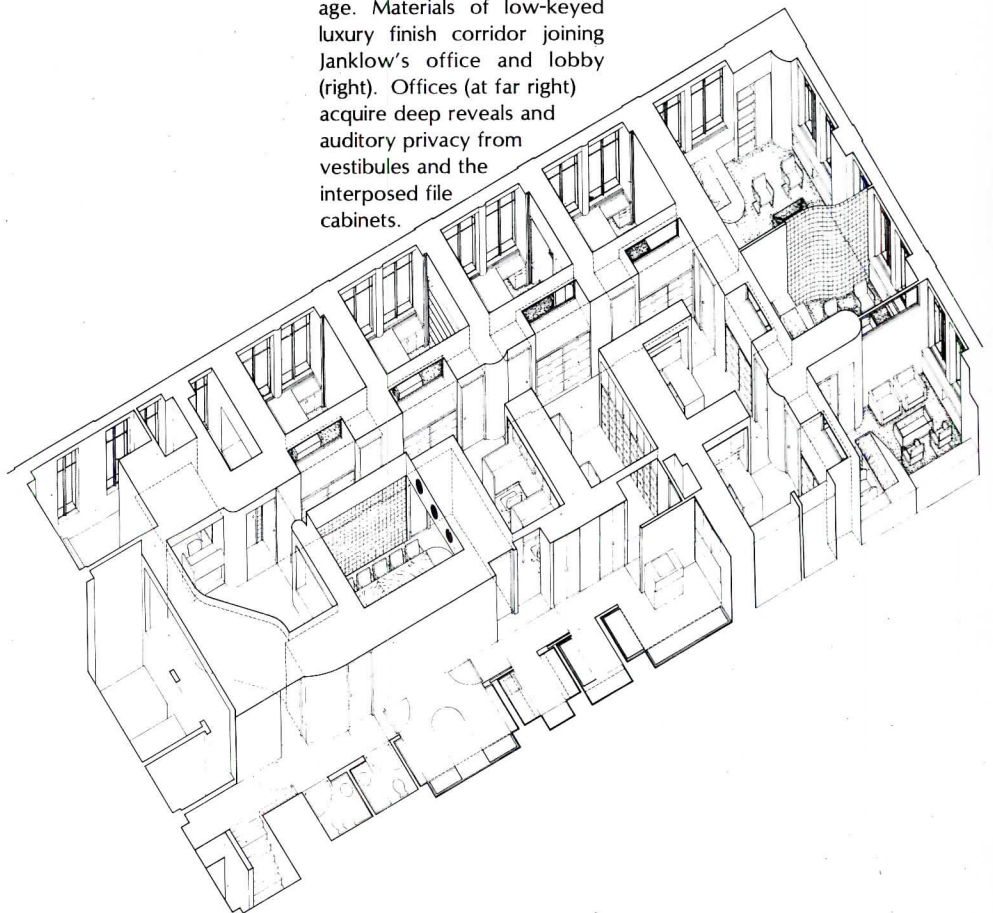 age. Materials of low-keyed
luxury finish corridor joining
Janklow's office and lobby
(right). Offices (at far right)
acquire deep reveals and
auditory privacy from
vestibules and the
interposed file
cabinets.